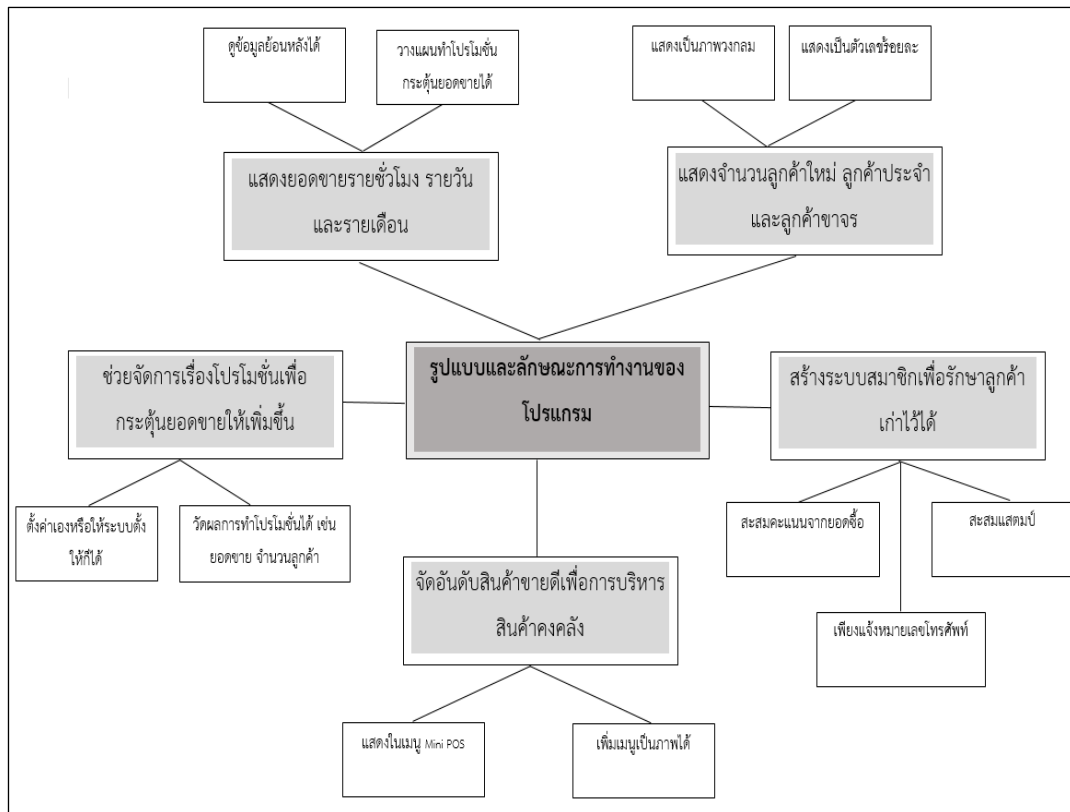 ดูข้อมูลย้อนหลังได้
วางแผนทำโปรโมชั่น
กระตุ้นยอดขายได้
แสดงเป็นภาพวงกลม
แสดงเป็นตัวเลขร้อยละ
แสดงยอดขายรายชั่วโมง รายวัน
และรายเดือน
แสดงจำนวนลูกค้าใหม่ ลูกค้าประจำ
และลูกค้าขาจร
ช่วยจัดการเรื่องโปรโมชั่นเพื่อ
กระตุ้นยอดขายให้เพิ่มขึ้น
รูปแบบและลักษณะการทำงานของ
โปรแกรม
สร้างระบบสมาชิกเพื่อรักษาลูกค้า
เก่าไว้ได้
ตั้งค่าเองหรือให้ระบบตั้ง
ให้ก็ได้
วัดผลการทำโปรโมชั่นได้ เช่น
ยอดขาย จำนวนลูกค้า
สะสมคะแนนจากยอดซื้อ
สะสมแสตมป์
จัดอันดับสินค้าขายดีเพื่อการบริหาร
สินค้าคงคลัง
เพียงแจ้งหมายเลขโทรศัพท์
แสดงในเมนู Mini POS
เพิ่มเมนูเป็นภาพได้